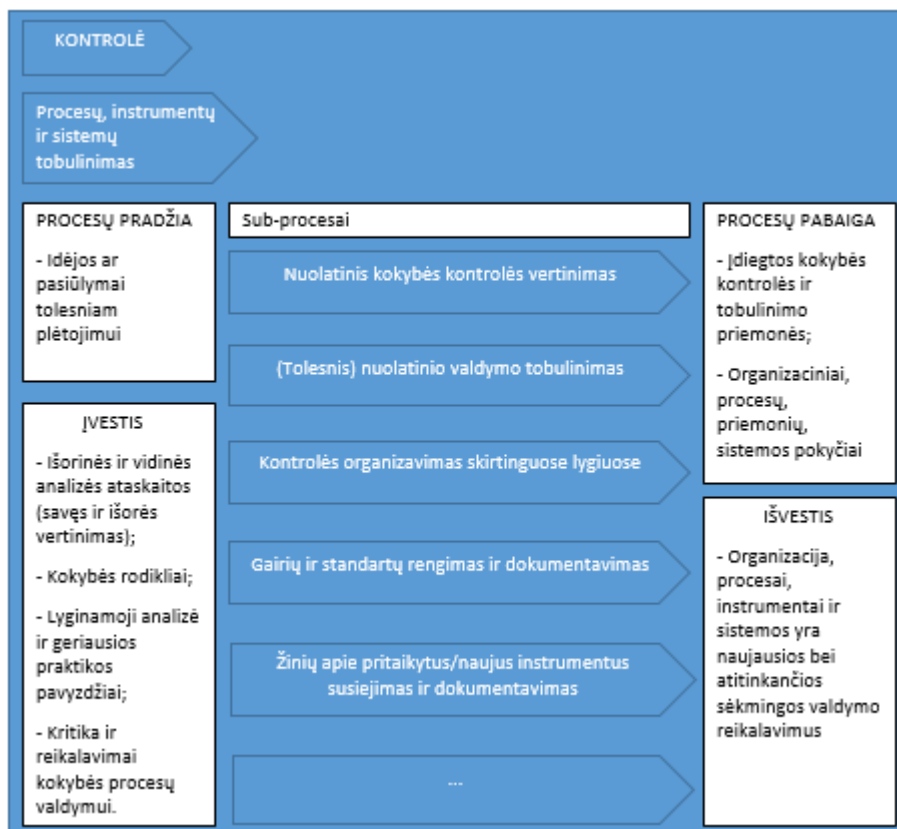 KONTROLĖ
Procesų, instrumentų
ir sistemų
tobulinimas
PROCESŲ PRADŽIA
- Idėjos ar
pasiūlymai
tolesniam
plėtojimui
ĮVESTIS
- Išorinės ir vidinės
analizės ataskaitos
(savęs ir išorės
vertinimas);
- Kokybės rodikliai;
- Lyginamoji analizė
ir geriausios
praktikos
pavyzdžiai;
- Kritika ir
reikalavimai
kokybės procesų
valdymui.
Sub-procesai
Nuolatinis kokybės kontrolės vertinimas
(Tolesnis) nuolatinio valdymo tobulinimas
Kontrolės organizavimas skirtinguose lygiuose
Gairių ir standartų rengimas ir dokumentavimas
Žinių apie pritaikytus/naujus instrumentus
susiejimas ir dokumentavimas
...
PROCESŲ PABAIGA
- Įdiegtos kokybės
kontrolės ir
tobulinimo
priemonės;
- Organizaciniai,
procesų,
priemonių,
sistemos pokyčiai
IŠVESTIS
- Organizacija,
procesai,
instrumentai ir
sistemos yra
naujausios bei
atitinkančios
sėkmingos valdymo
reikalavimus